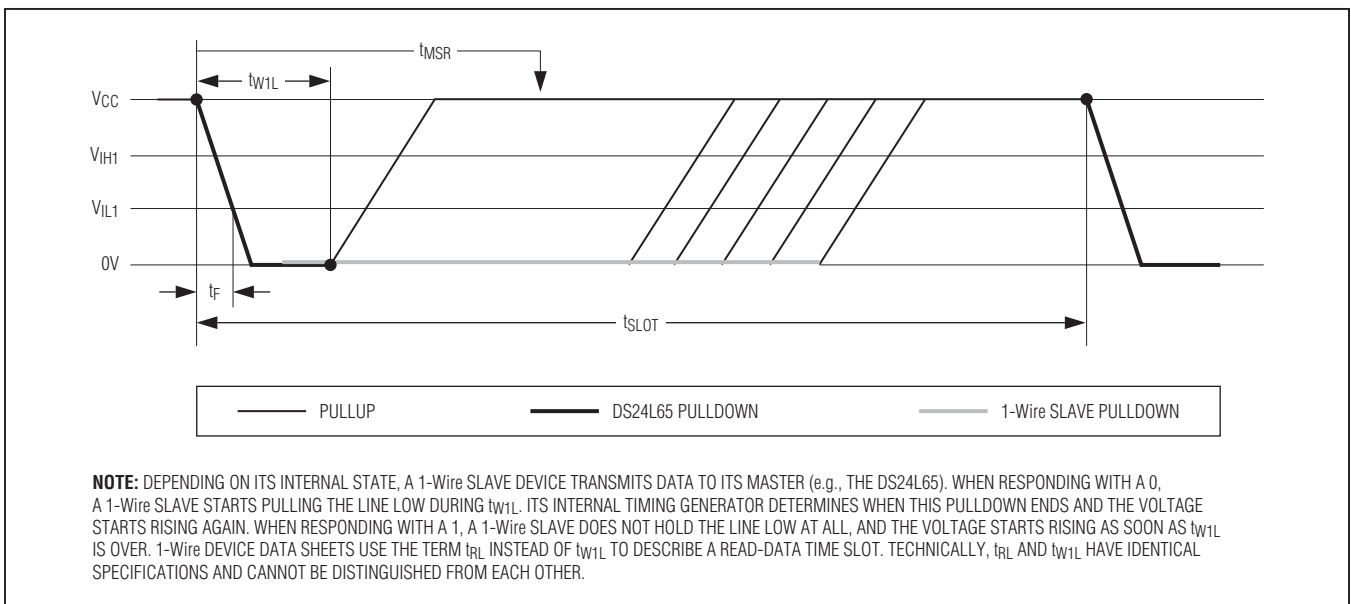 tMSR
tW1L
VCC
VIH1
VIL1
0V
tF
tSLOT
PULLUP
DS24L65 PULLDOWN
1-Wire SLAVE PULLDOWN
NOTE: DEPENDING ON ITS INTERNAL STATE, A 1-Wire SLAVE DEVICE TRANSMITS DATA TO ITS MASTER (e.g., THE DS24L65). WHEN RESPONDING WITH A 0,
A 1-Wire SLAVE STARTS PULLING THE LINE LOW DURING tW1L. ITS INTERNAL TIMING GENERATOR DETERMINES WHEN THIS PULLDOWN ENDS AND THE VOLTAGE
STARTS RISING AGAIN. WHEN RESPONDING WITH A 1, A 1-Wire SLAVE DOES NOT HOLD THE LINE LOW AT ALL, AND THE VOLTAGE STARTS RISING AS SOON AS tW1L
IS OVER. 1-Wire DEVICE DATA SHEETS USE THE TERM tRL INSTEAD OF tW1L TO DESCRIBE A READ-DATA TIME SLOT. TECHNICALLY, tRL AND tW1L HAVE IDENTICAL
SPECIFICATIONS AND CANNOT BE DISTINGUISHED FROM EACH OTHER.